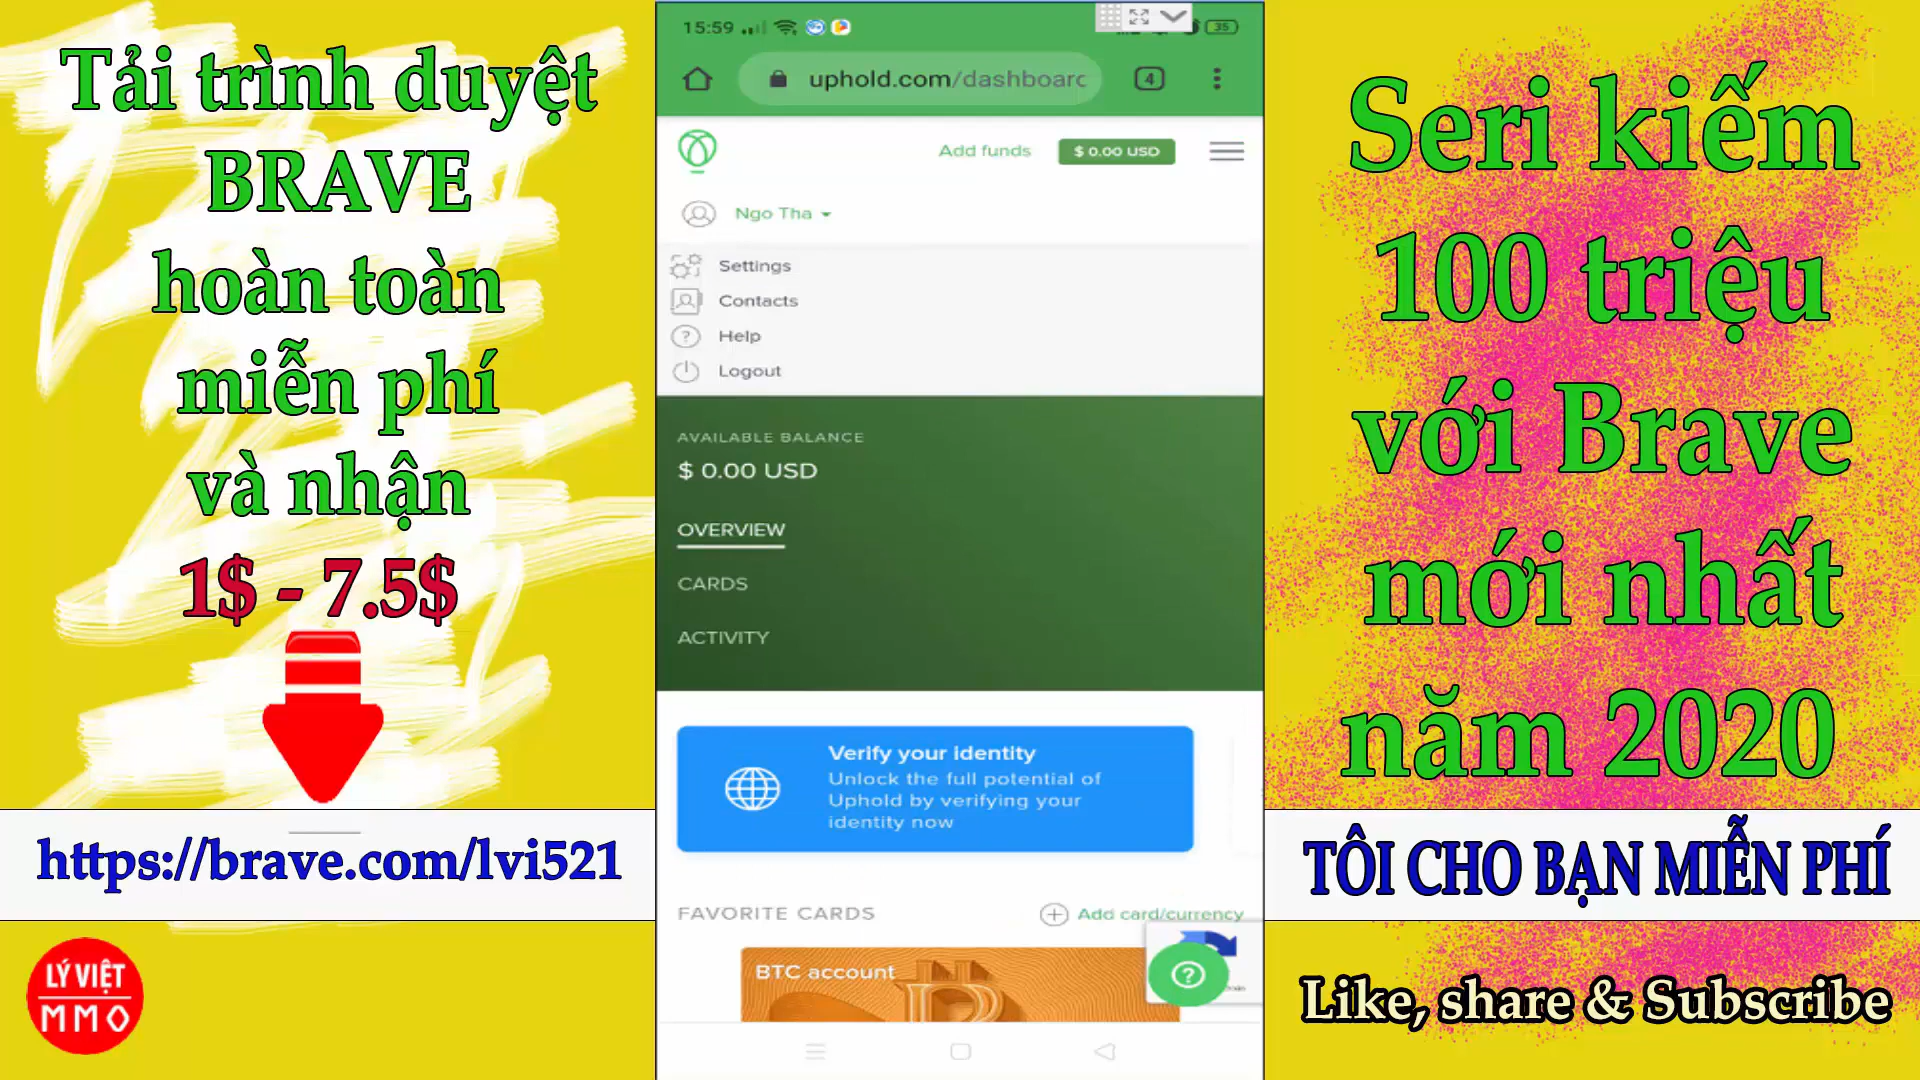 Tải trình duyệt
BRAVE
hoàn toàn
miễn phí
và nhận
1$ - 7.5$
https://brave.com/lvi521
LÝ VIỆT
MMO
15:59
35
uphold.com/dashboard
4
Add funds
$ 0.00 USD
Ngo Tha
Settings
Contacts
Help
Logout
AVAILABLE BALANCE
$ 0.00 USD
OVERVIEW
CARDS
ACTIVITY
Verify your identity
Unlock the full potential of
Uphold by verifying your
identity now
FAVORITE CARDS
Add card/currency
BTC account
Seri kiếm
100 triệu
với Brave
mới nhất
năm 2020
TÔI CHO BẠN MIỄN PHÍ
Like, share & Subscribe